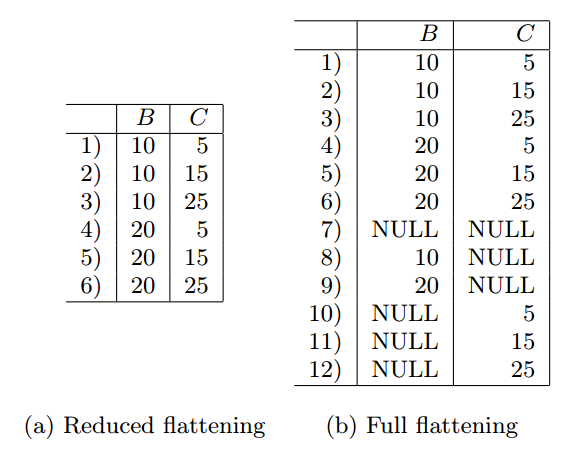 B C
1) 10 5
2) 10 15
3) 10 25
4) 20 5
5) 20 15
6) 20 25
(a) Reduced flattening
B C
1) 10 5
2) 10 15
3) 10 25
4) 20 5
5) 20 15
6) 20 25
7) NULL NULL
8) 10 NULL
9) 20 NULL
10) NULL 5
11) NULL 15
12) NULL 25
(b) Full flattening